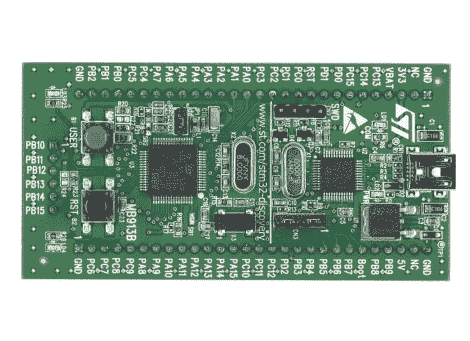 GND
PB2
PB1
PB0
PC5
PC4
PA7
PA6
PA5
PA4
PA3
PA2
PA1
PA0
PC3
PC2
PC1
PC0
RST
PD1
PD0
PC15
PC14
PC13
VBAT
3V3
NC
GND
USER
SWD
ST
PB10
PB11
PB12
PB13
PB14
PB15
RST
MB913B
www.st.com/stm32-discovery
GND
PC6
PC7
PC8
PC9
PA8
PA9
PA10
PA11
PA12
PA13
PA14
PA15
PC10
PC11
PC12
PD2
PB3
PB4
PB5
PB6
PB7
Boot
PB8
PB9
5V
NC
GND